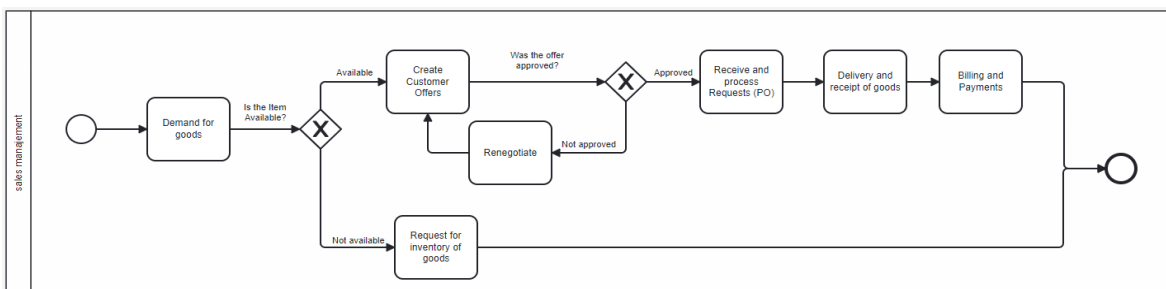 sales manajement
Demand for
goods
Is the Item
Available?
Available
Create
Customer
Offers
Was the offer
approved?
Approved
Receive and
process
Requests (PO)
Delivery and
receipt of goods
Billing and
Payments
Renegotiate
Not approved
Not available
Request for
inventory of
goods